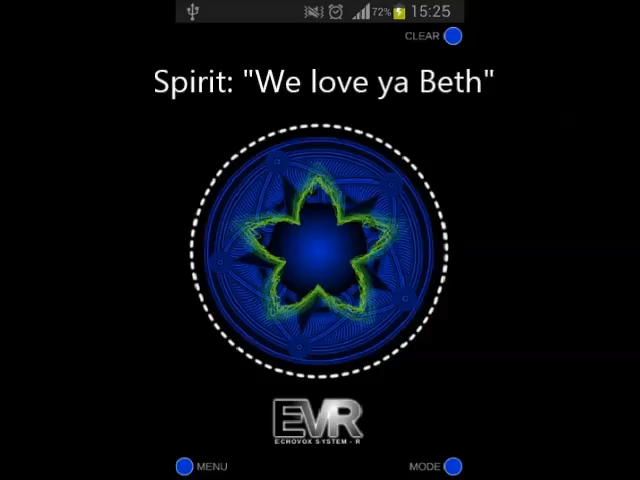 72% 15:25
CLEAR
Spirit: "We love ya Beth"
EVR
ECHOVOX SYSTEM - R
MENU
MODE